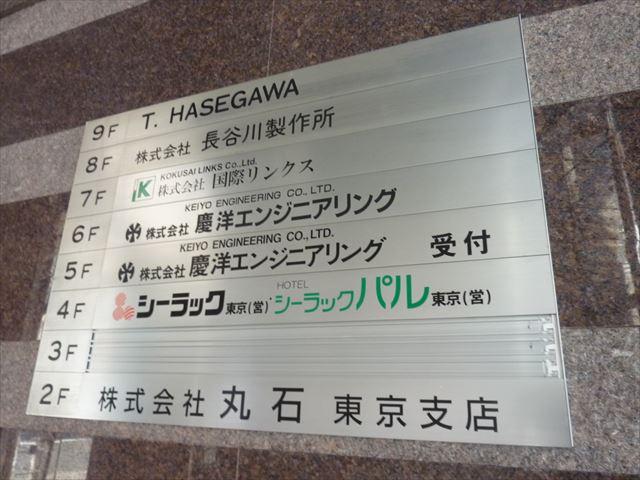 9F T. HASEGAWA
8F 株式会社 長谷川製作所
KOKUSAI LINKS Co.,Ltd.
7F K 株式会社 国際リンクス
KEIYO ENGINEERING CO.,LTD.
6F 株式会社 慶洋エンジニアリング
KEIYO ENGINEERING CO.,LTD.
5F 株式会社 慶洋エンジニアリング 受付
HOTEL
4F シーラック 東京(営)・シーラックパル 東京(営)
3F
2F 株式会社 丸石 東京支店